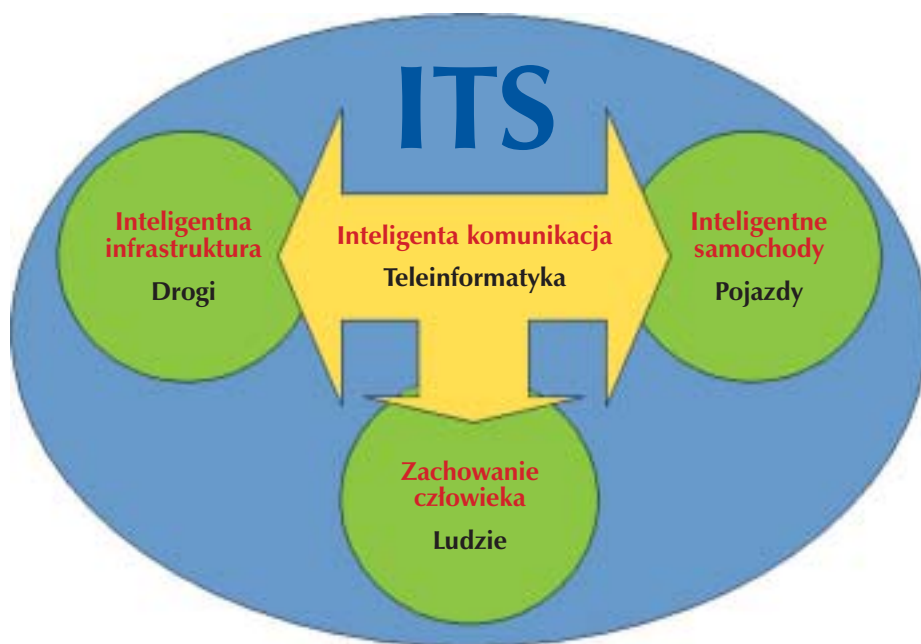 ITS
Inteligentna
infrastruktura
Drogi
Inteligenta komunikacja
Teleinformatyka
Inteligentne
samochody
Pojazdy
Zachowanie
człowieka
Ludzie